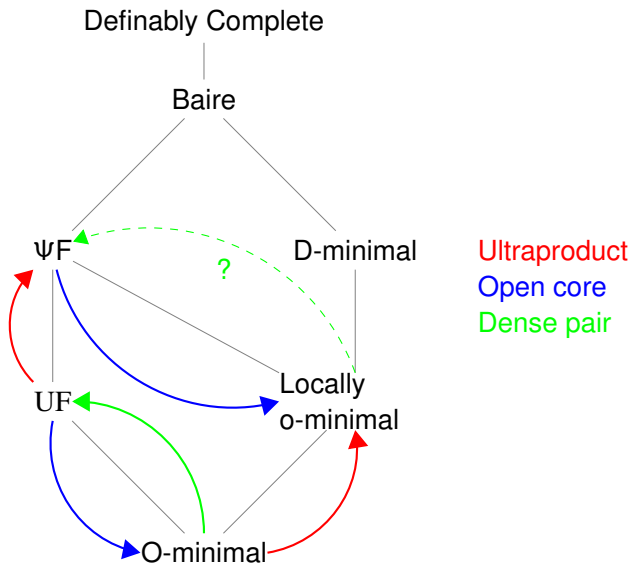 Definably Complete
Baire
ΨF
D-minimal
?
Ultraproduct
Open core
Dense pair
UF
Locally
o-minimal
O-minimal